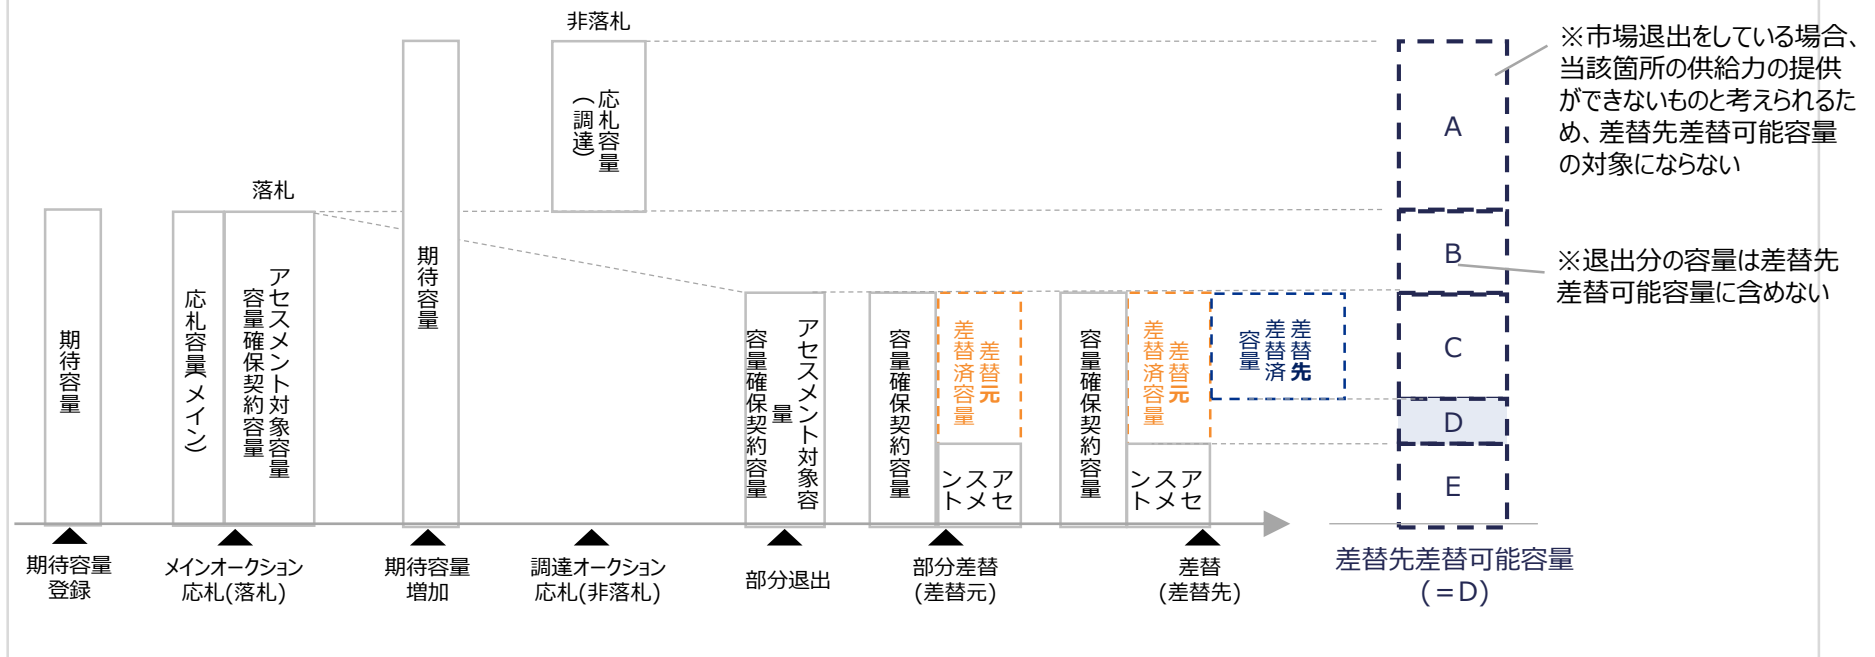 非落札
応札容量
（調達）
落札
期待容量
応札容量（メイン）
アセスメント対象容量
容量確保契約容量
期待容量
アセスメント対象容
量
容量確保契約容量
容量確保契約容量
差替元
差替済容量
アセ
スメ
ント
容量確保契約容量
差替元
差替済容量
アセ
スメ
ント
差替先
差替済
容量
A
B
C
D
E
※市場退出をしている場合、
当該箇所の供給力の提供
ができないものと考えられるた
め、差替先差替可能容量
の対象にならない
※退出分の容量は差替先
差替可能容量に含めない
期待容量
登録
メインオークション
応札(落札)
期待容量
増加
調達オークション
応札(非落札)
部分退出
部分差替
(差替元)
差替
(差替先)
差替先差替可能容量
(＝D)